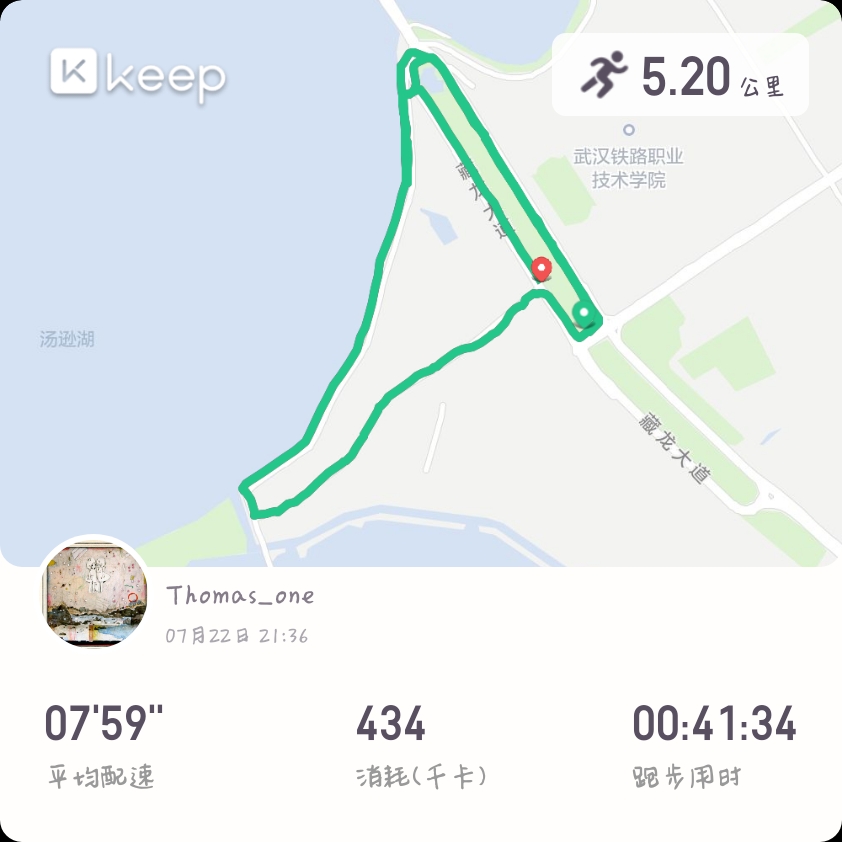 keep
5.20 公里
武汉铁路职业
技术学院
藏龙大道
汤逊湖
藏龙大道
Thomas_one
07月22日 21:36
07'59" 434 00:41:34
平均配速 消耗(千卡) 跑步用时